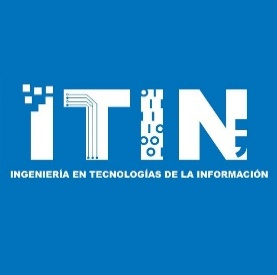 ITIN
INGENIERÍA EN TECNOLOGÍAS DE LA INFORMACIÓN